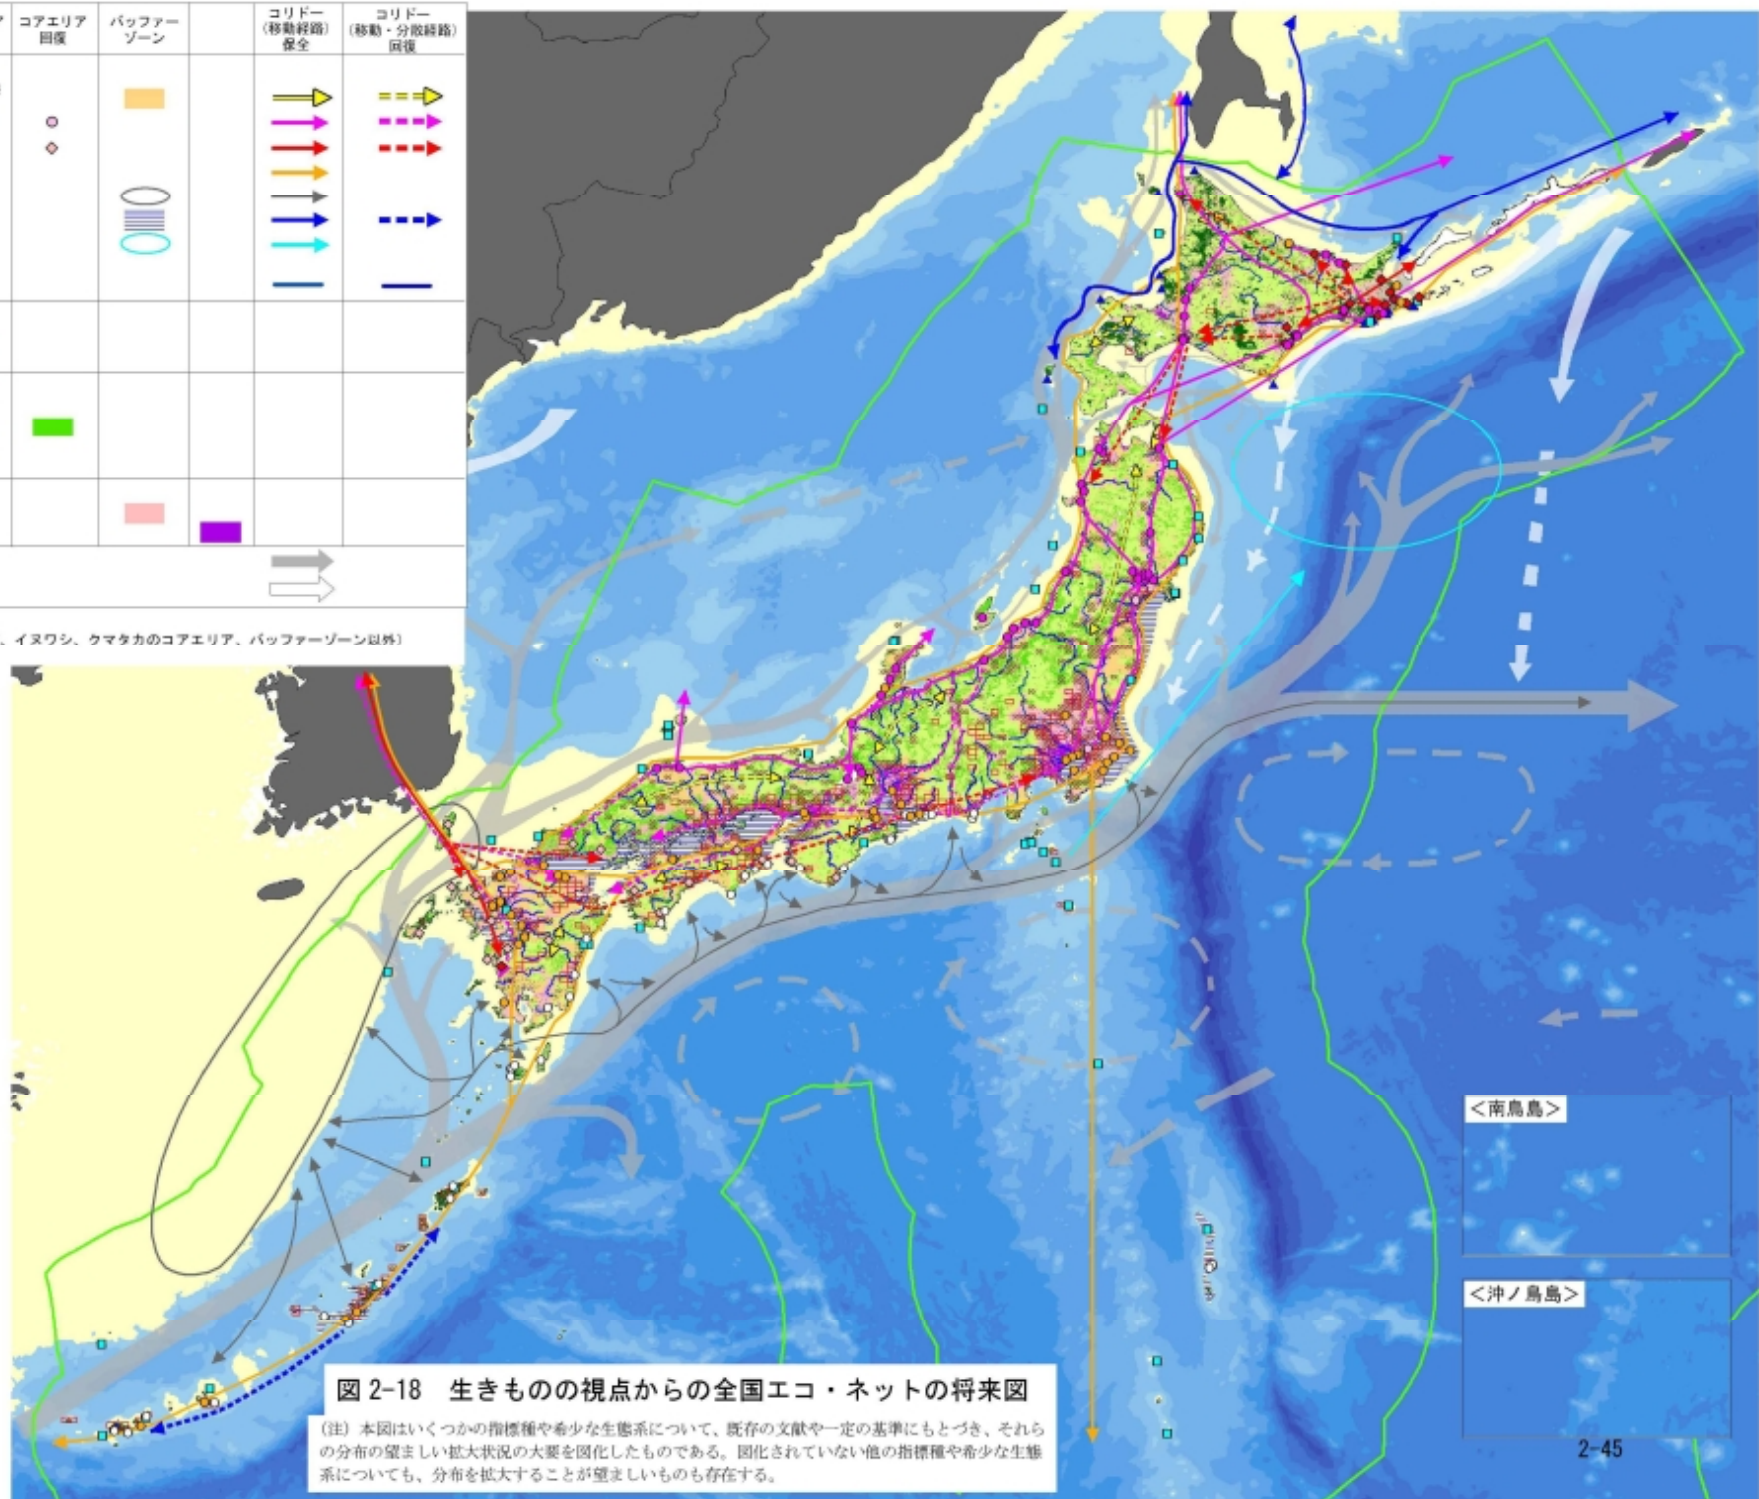 コアエリア
回復
バッファー
ゾーン
コリドー
(移動経路)
保全
コリドー
(移動・分散経路)
回復
、イヌワシ、クマタカのコアエリア、バッファーゾーン以外)
<南鳥島>
<沖ノ鳥島>
図 2-18 生きものの視点からの全国エコ・ネットの将来図
(注) 本図はいくつかの指標種や希少な生態系について、既存の文献や一定の基準にもとづき、それら
の分布の望ましい拡大状況の大要を図化したものである。図化されていない他の指標種や希少な生態
系についても、分布を拡大することが望ましいものも存在する。
2-45